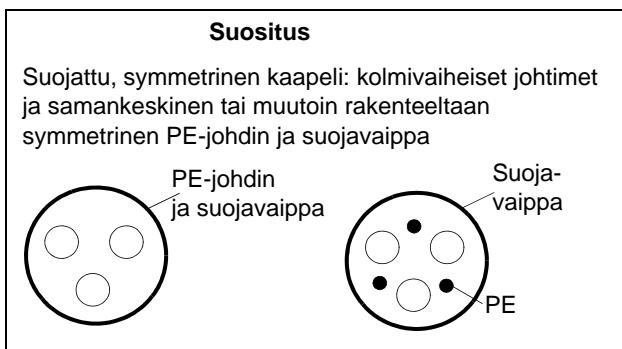 Suositus
Suojattu, symmetrinen kaapeli: kolmivaiheiset johtimet
ja samankeskinen tai muutoin rakenteeltaan
symmetrinen PE-johdin ja suojavaippa
PE-johdin
ja suojavaippa
Suoja-
vaippa
PE